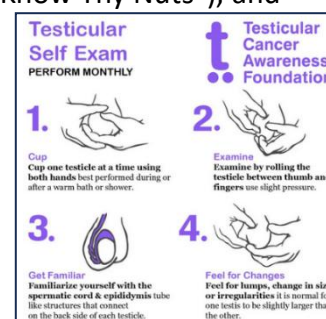 Know Thy Nuts"), and
Testicular
Self Exam
PERFORM MONTHLY
Testicular
Cancer
Awareness
Foundation
1.
Cup
Cup one testicle at a time using
both hands best performed during or
after a warm bath or shower.
2.
Examine
Examine by rolling the
testicle between thumb and
fingers use slight pressure.
3.
Get Familiar
Familiarize yourself with the
spermatic cord & epididymis tube
like structures that connect
on the back side of each testicle.
4.
Feel for Changes
Feel for lumps, change in size
or irregularities it is normal for
one testis to be slightly larger than
the other.